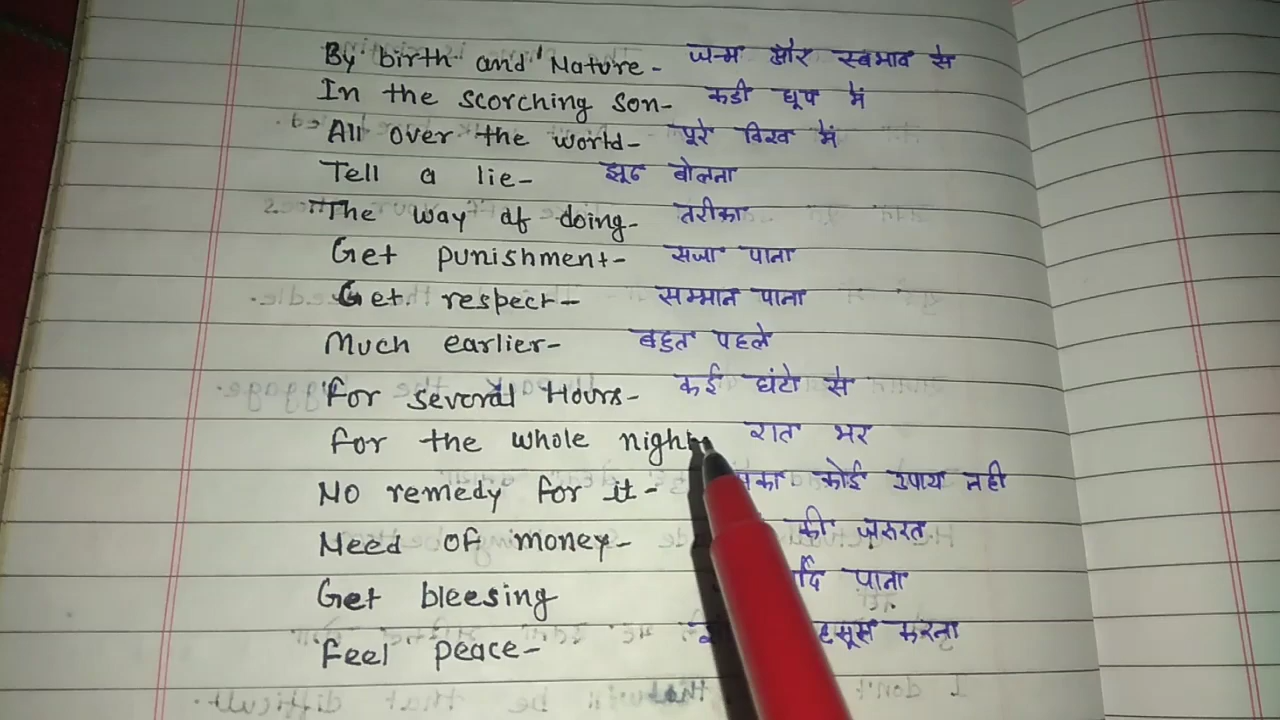 By birth and Nature - जन्म और स्वभाव से
In the scorching son - कडी धूप में
All over the world - पूरे विश्व में
Tell a lie - झूठ बोलना
The way of doing - तरीका
Get punishment - सजा पाना
Get respect - सम्मान पाना
Much earlier - बहुत पहले
For several Hours - कई घंटो से
For the whole night रात भर
No remedy for it - कोई उपाय नही
Need of money - की जरुरत
Get bleesing पाना
Feel peace - करना